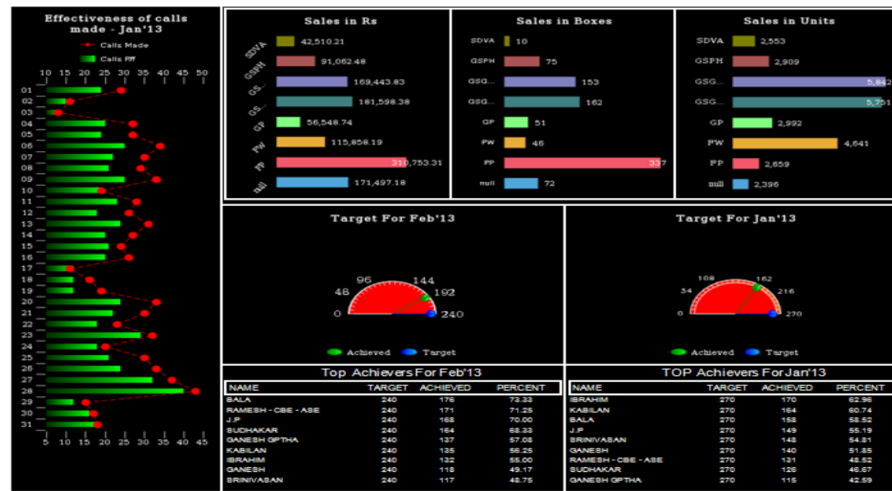 Effectiveness of calls
made - Jan'13
Calls Made
Calls Eff
10 15 20 25 30 35 40 45 50
01
02
03
04
05
06
07
08
09
10
11
12
13
14
15
16
17
18
19
20
21
22
23
24
25
26
27
28
29
30
31
5 10 15 20 25 30 35 40 45
Sales in Rs
SDVA 42,510.21
GSPH 91,062.48
GS... 169,443.83
GS... 181,598.38
GP 56,548.74
FW 115,858.19
FP 310,753.31
null 171,497.18
Sales in Boxes
SDVA 10
GSPH 75
GSG... 153
GSG... 162
GP 51
FW 46
FP 337
null 72
Sales in Units
SDVA 2,553
GSPH 2,909
GSG... 5,842
GSG... 5,751
GP 2,992
FW 4,641
FP 2,659
null 2,396
Target For Feb'13
0 48 96 144 192 240
Achieved Target
Target For Jan'13
0 54 108 162 216 270
Achieved Target
Top Achievers For Feb'13
NAME TARGET ACHIEVED PERCENT
BALA 240 176 73.33
RAMESH - CBE - ASE 240 171 71.25
J.P 240 168 70.00
SUDHAKAR 240 164 68.33
GANESH GPTHA 240 137 57.08
KABILAN 240 135 56.25
IBRAHIM 240 132 55.00
GANESH 240 118 49.17
SRINIVASAN 240 117 48.75
TOP Achievers For Jan'13
NAME TARGET ACHIEVED PERCENT
IBRAHIM 270 170 62.96
KABILAN 270 164 60.74
BALA 270 158 58.52
J.P 270 149 55.19
SRINIVASAN 270 148 54.81
GANESH 270 140 51.85
RAMESH - CBE - ASE 270 131 48.52
SUDHAKAR 270 126 46.67
GANESH GPTHA 270 115 42.59